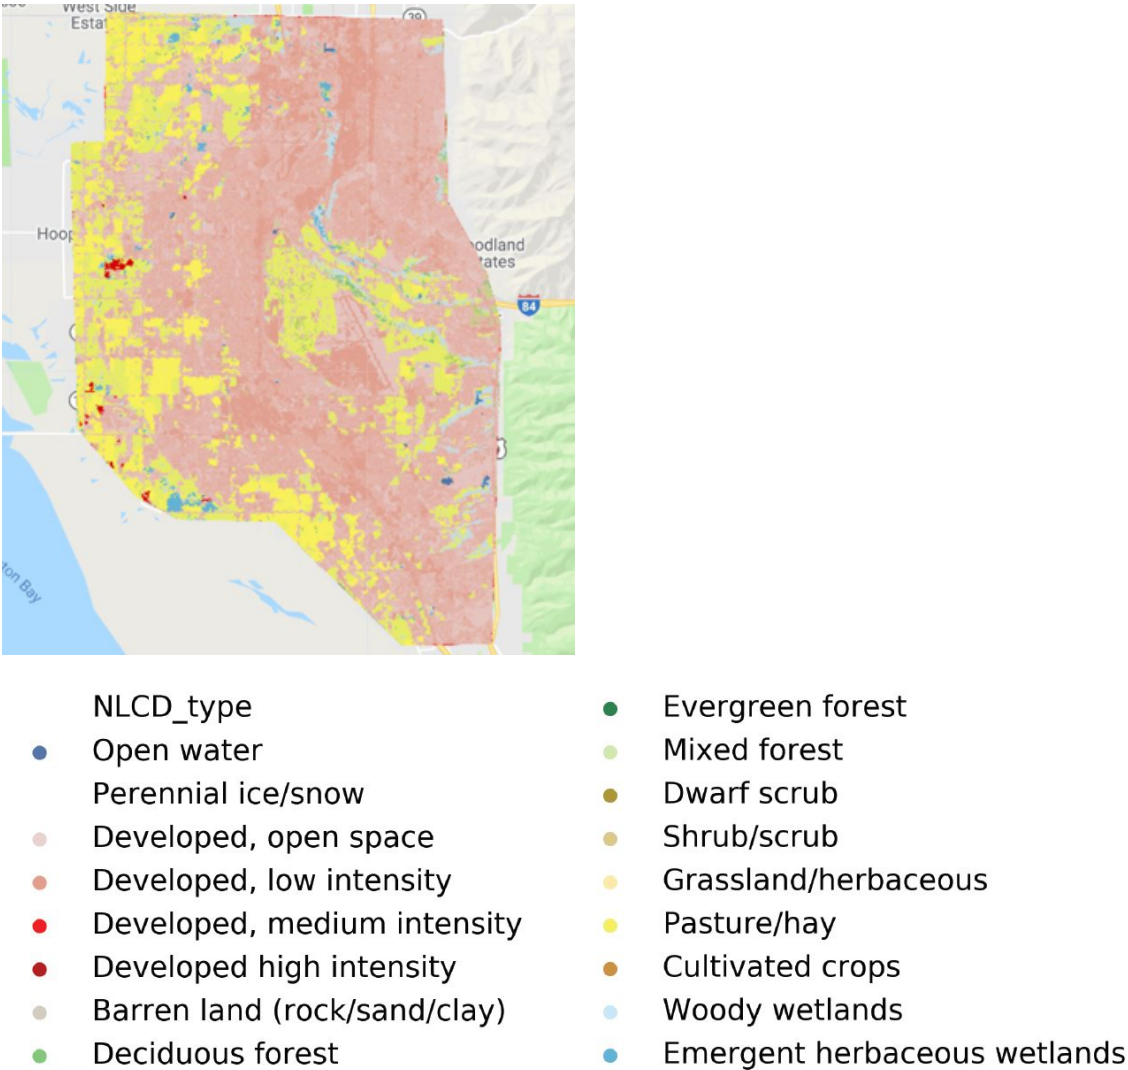 West Side
Esta
39
Hoop
oodland
tates
84
ton Bay
NLCD_type
Open water
Perennial ice/snow
Developed, open space
Developed, low intensity
Developed, medium intensity
Developed high intensity
Barren land (rock/sand/clay)
Deciduous forest
Evergreen forest
Mixed forest
Dwarf scrub
Shrub/scrub
Grassland/herbaceous
Pasture/hay
Cultivated crops
Woody wetlands
Emergent herbaceous wetlands